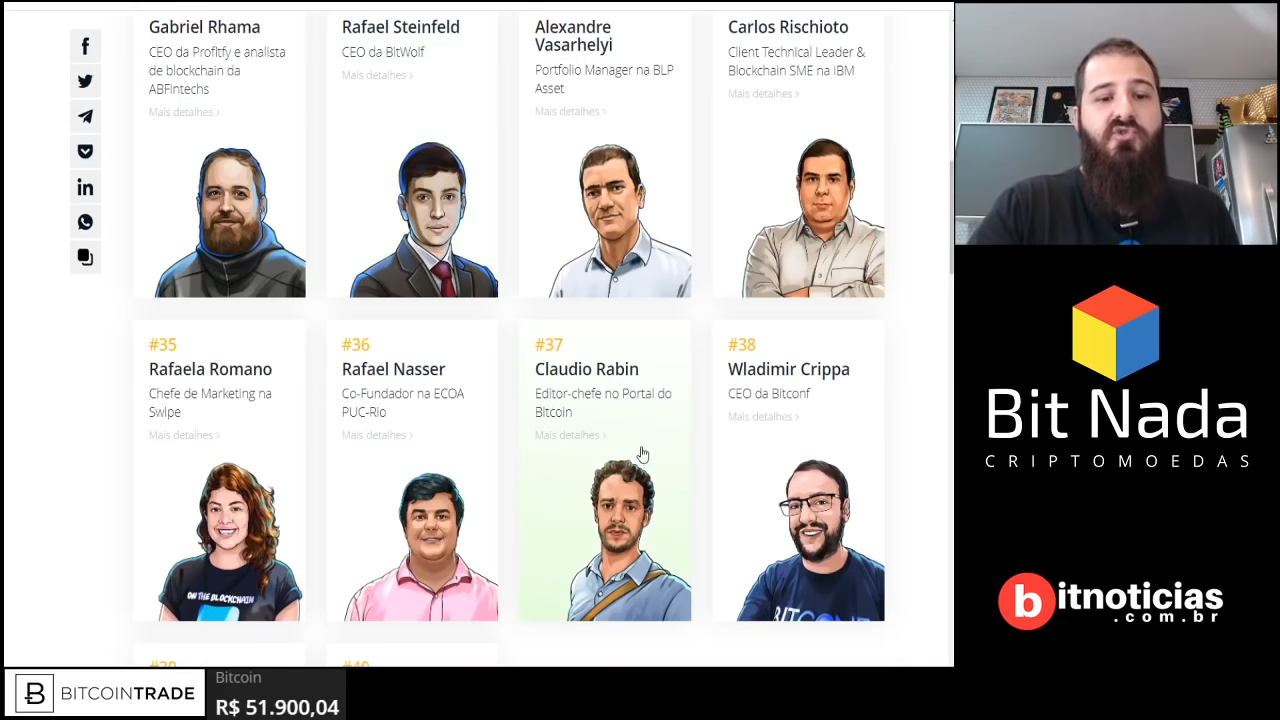 Gabriel Rhama
CEO da Profitfy e analista
de blockchain da
ABFintechs
Mais detalhes >
Rafael Steinfeld
CEO da BitWolf
Mais detalhes >
Alexandre
Vasarhelyi
Portfolio Manager na BLP
Asset
Mais detalhes >
Carlos Rischioto
Client Technical Leader &
Blockchain SME na IBM
Mais detalhes >
#35
Rafaela Romano
Chefe de Marketing na
Swipe
Mais detalhes >
ON THE BLOCKCHAIN
#36
Rafael Nasser
Co-Fundador na ECOA
PUC-Rio
Mais detalhes >
#37
Claudio Rabin
Editor-chefe no Portal do
Bitcoin
Mais detalhes >
#38
Wladimir Crippa
CEO da Bitconf
Mais detalhes >
BITCONF
#39
#40
Bit Nada
CRIPTOMOEDAS
bitnoticias
.com.br
BITCOINTRADE
Bitcoin
R$ 51.900,04